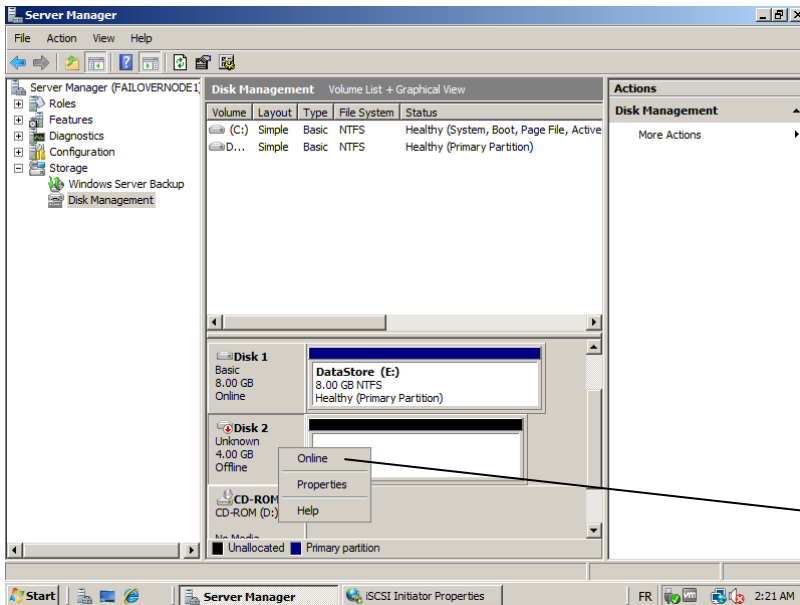 Server Manager
File Action View Help
Server Manager (FAILOVERNODE1)
Roles
Features
Diagnostics
Configuration
Storage
Windows Server Backup
Disk Management
Disk Management Volume List + Graphical View
Volume Layout Type File System Status
(C:) Simple Basic NTFS Healthy (System, Boot, Page File, Active
D... Simple Basic NTFS Healthy (Primary Partition)
Disk 1
Basic
8.00 GB
Online
DataStore (E:)
8.00 GB NTFS
Healthy (Primary Partition)
Disk 2
Unknown
4.00 GB
Offline
Online
Properties
Help
CD-ROM
CD-ROM (D:)
No Media
Unallocated Primary partition
Actions
Disk Management
More Actions
Start Server Manager iSCSI Initiator Properties FR 2:21 AM